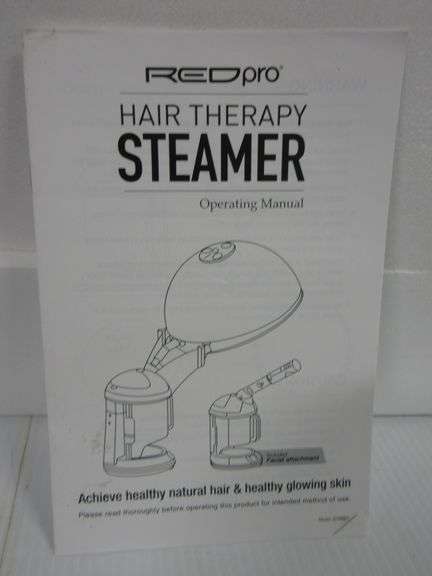 REDpro®
HAIR THERAPY
STEAMER
Operating Manual
Included
Facial attachment
Achieve healthy natural hair & healthy glowing skin
Please read thoroughly before operating this product for intended method of use.